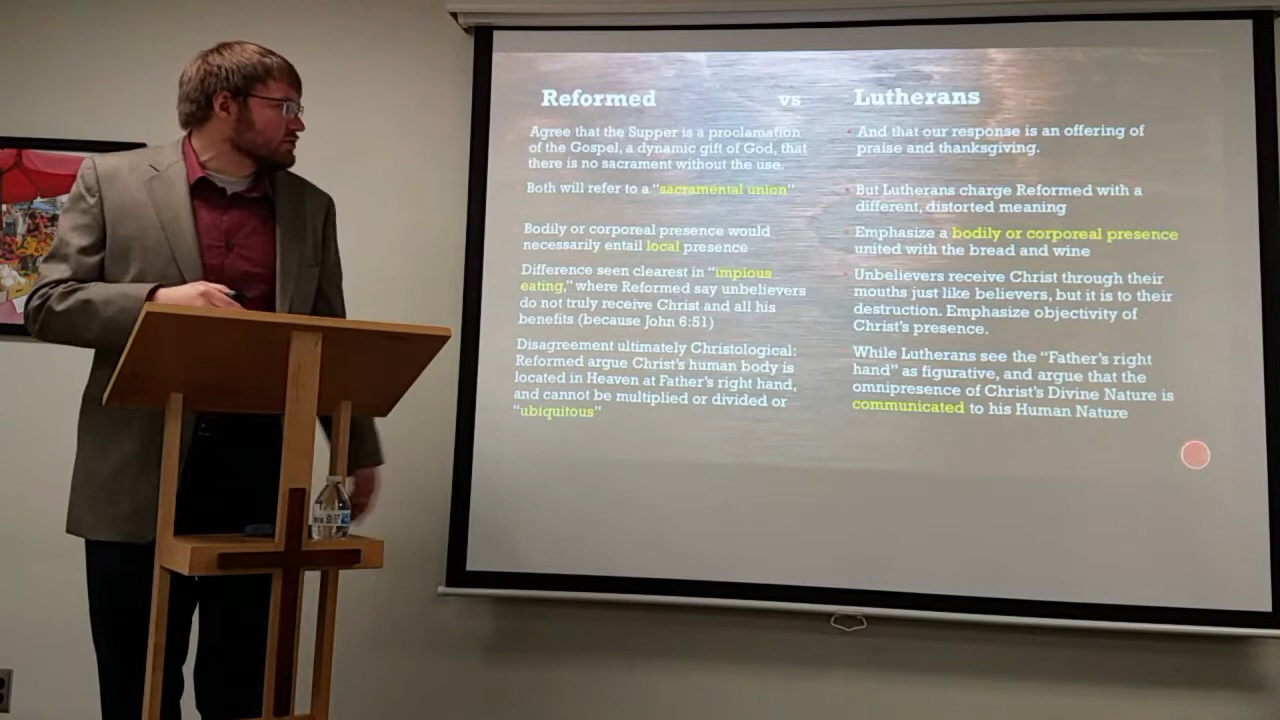 Reformed vs Lutherans
Agree that the Supper is a proclamation
of the Gospel, a dynamic gift of God, that
there is no sacrament without the use.
And that our response is an offering of
praise and thanksgiving.
Both will refer to a "sacramental union"
But Lutherans charge Reformed with a
different, distorted meaning
Bodily or corporeal presence would
necessarily entail local presence
Emphasize a bodily or corporeal presence
united with the bread and wine
Difference seen clearest in "impious
eating," where Reformed say unbelievers
do not truly receive Christ and all his
benefits (because John 6:51)
Unbelievers receive Christ through their
mouths just like believers, but it is to their
destruction. Emphasize objectivity of
Christ's presence.
Disagreement ultimately Christological:
Reformed argue Christ's human body is
located in Heaven at Father's right hand,
and cannot be multiplied or divided or
"ubiquitous"
While Lutherans see the "Father's right
hand" as figurative, and argue that the
omnipresence of Christ's Divine Nature is
communicated to his Human Nature